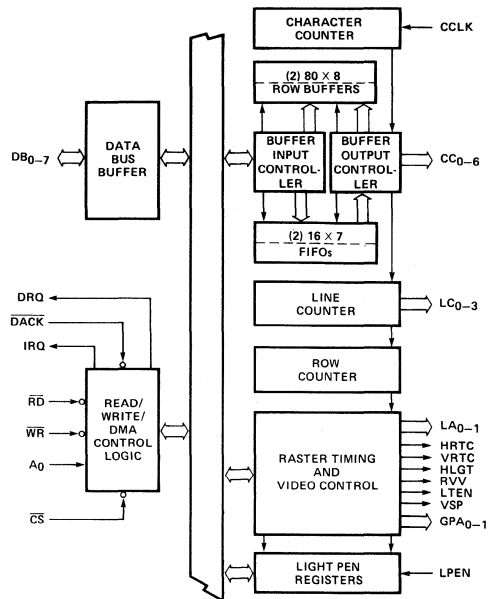 CHARACTER
COUNTER
CCLK
(2) 80 X 8
ROW BUFFERS
DB0–7
DATA
BUS
BUFFER
BUFFER
INPUT
CONTROL-
LER
BUFFER
OUTPUT
CONTROL-
LER
CC0–6
(2) 16 X 7
FIFOs
DRQ
DACK
IRQ
LINE
COUNTER
LC0–3
ROW
COUNTER
RD
WR
A0
CS
READ/
WRITE/
DMA CONTROL
LOGIC
RASTER TIMING
AND
VIDEO CONTROL
LA0–1
HRTC
VRTC
HLGT
RVV
LTEN
VSP
GPA0–1
LIGHT PEN
REGISTERS
LPEN